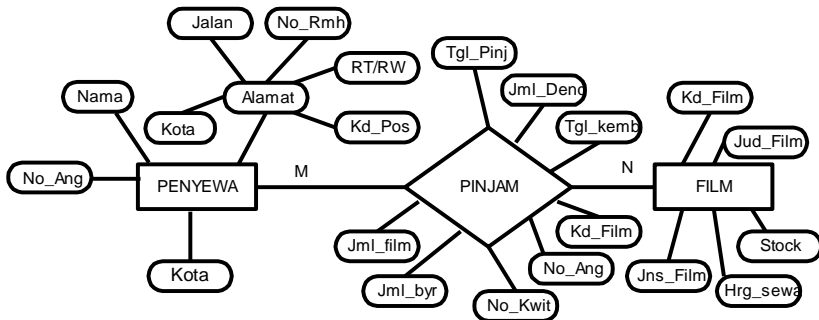 Jalan
No_Rmh
Tgl_Pinj
RT/RW
Jml_Denc
Nama
Alamat
Kd_Film
Kota
Kd_Pos
Tgl_kemb
Jud_Film
No_Ang
PENYEWA
M
PINJAM
N
FILM
Jml_film
Kd_Film
Stock
Kota
Jml_byr
No_Ang
Jns_Film
Hrg_sewa
No_Kwit